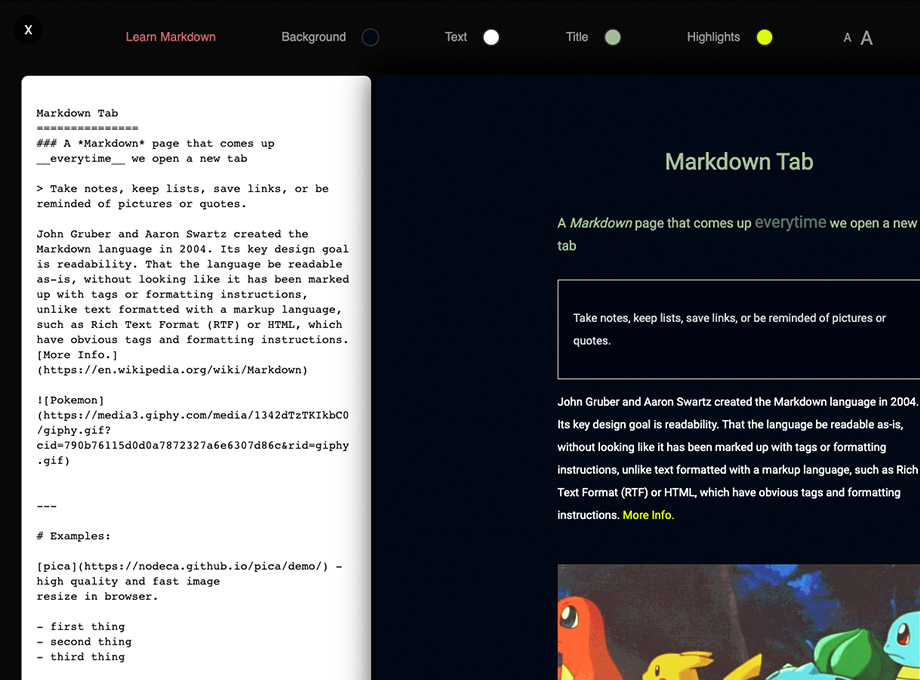 X
Learn Markdown Background Text Title Highlights A A
Markdown Tab
===============
### A *Markdown* page that comes up
__everytime__ we open a new tab
> Take notes, keep lists, save links, or be
reminded of pictures or quotes.
John Gruber and Aaron Swartz created the
Markdown language in 2004. Its key design goal
is readability. That the language be readable
as-is, without looking like it has been marked
up with tags or formatting instructions,
unlike text formatted with a markup language,
such as Rich Text Format (RTF) or HTML, which
have obvious tags and formatting instructions.
[More Info.]
(https://en.wikipedia.org/wiki/Markdown)
![Pokemon]
(https://media3.giphy.com/media/1342dTzTKIkbC0
/giphy.gif?
cid=790b76115d0d0a7872327a6e6307d86c&rid=giphy
.gif)
---
# Examples:
[pica](https://nodeca.github.io/pica/demo/) -
high quality and fast image
resize in browser.
- first thing
- second thing
- third thing
Markdown Tab
A Markdown page that comes up everytime we open a new
tab
Take notes, keep lists, save links, or be reminded of pictures or
quotes.
John Gruber and Aaron Swartz created the Markdown language in 2004.
Its key design goal is readability. That the language be readable as-is,
without looking like it has been marked up with tags or formatting
instructions, unlike text formatted with a markup language, such as Rich
Text Format (RTF) or HTML, which have obvious tags and formatting
instructions. More Info.